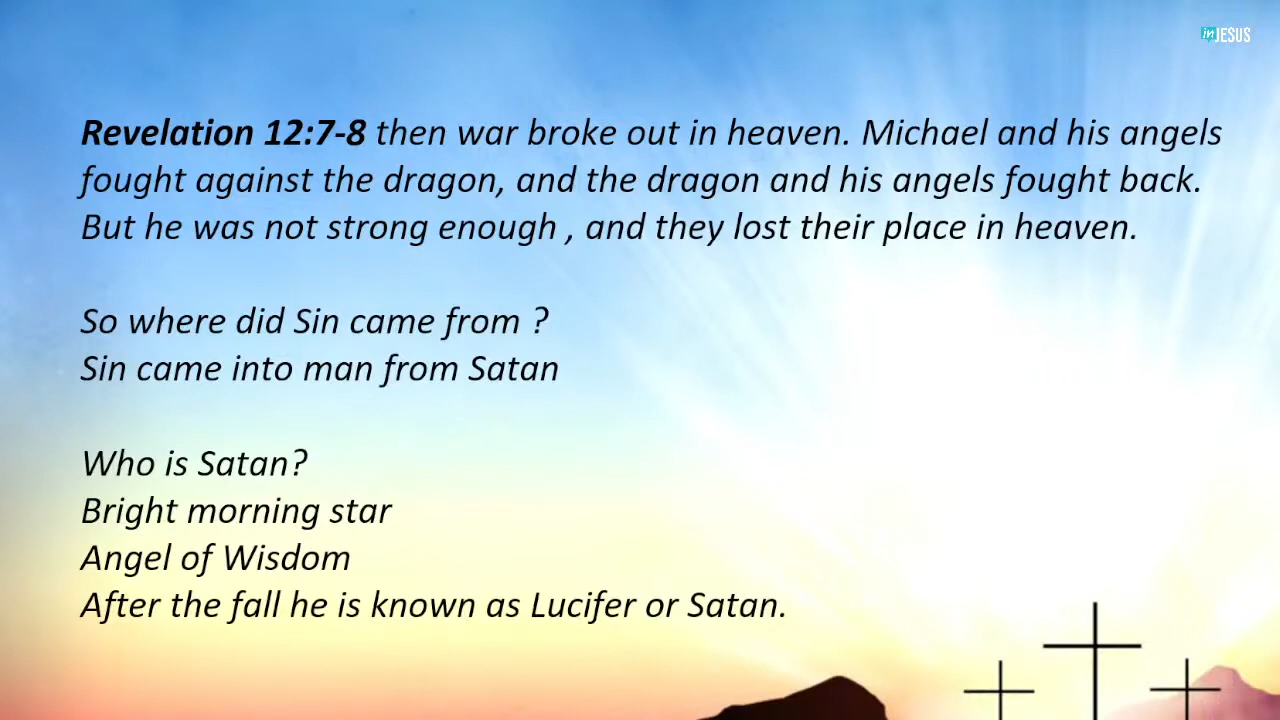 in JESUS
Revelation 12:7-8 then war broke out in heaven. Michael and his angels
fought against the dragon, and the dragon and his angels fought back.
But he was not strong enough , and they lost their place in heaven.
So where did Sin came from ?
Sin came into man from Satan
Who is Satan?
Bright morning star
Angel of Wisdom
After the fall he is known as Lucifer or Satan.